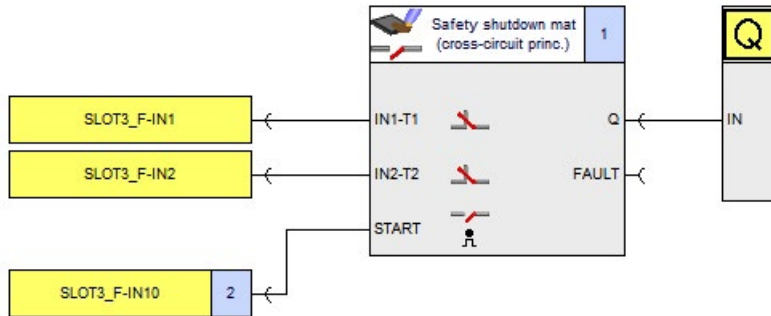 Safety shutdown mat
(cross-circuit princ.)
1
Q
SLOT3_F-IN1
IN1-T1
Q
IN
SLOT3_F-IN2
IN2-T2
FAULT
START
SLOT3_F-IN10
2